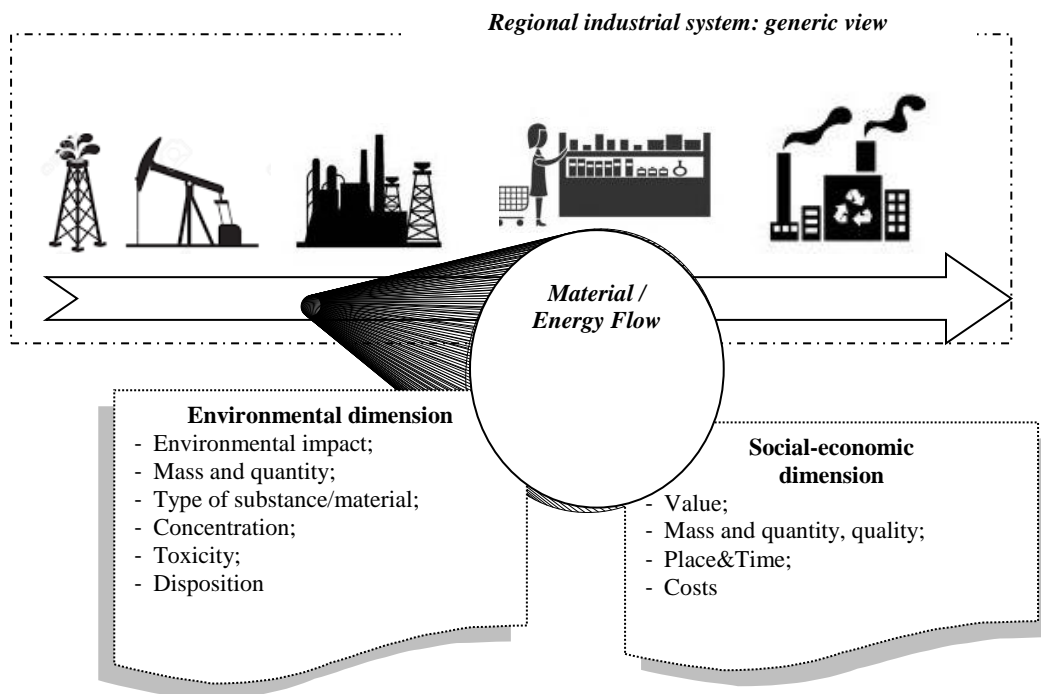 Regional industrial system: generic view
Material /
Energy Flow
Environmental dimension
- Environmental impact;
- Mass and quantity;
- Type of substance/material;
- Concentration;
- Toxicity;
- Disposition
Social-economic
dimension
- Value;
- Mass and quantity, quality;
- Place&Time;
- Costs